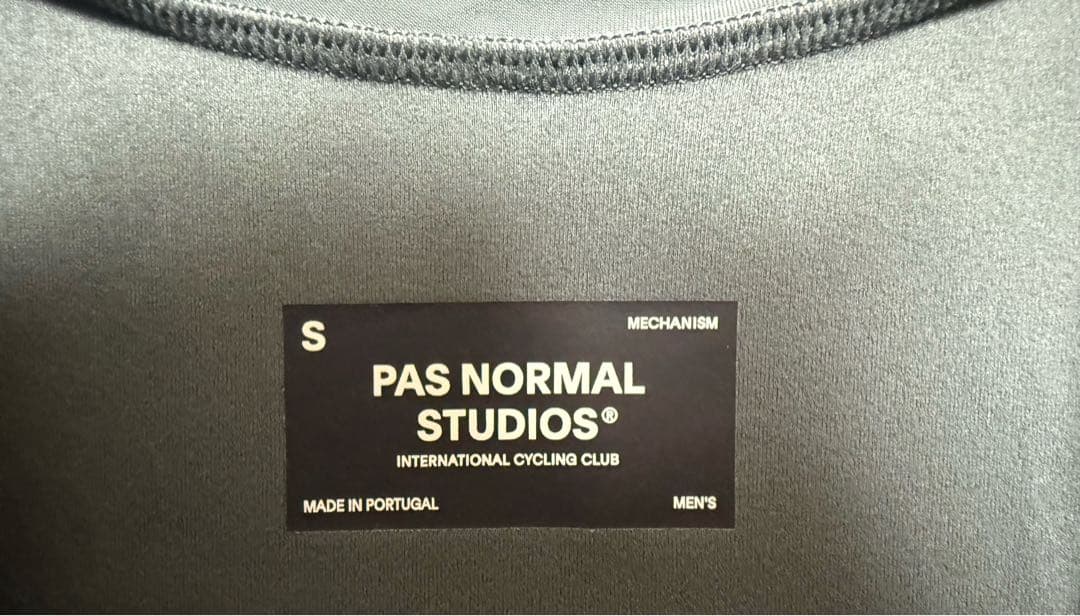 S
MECHANISM
PAS NORMAL
STUDIOS®
INTERNATIONAL CYCLING CLUB
MADE IN PORTUGAL
MEN'S